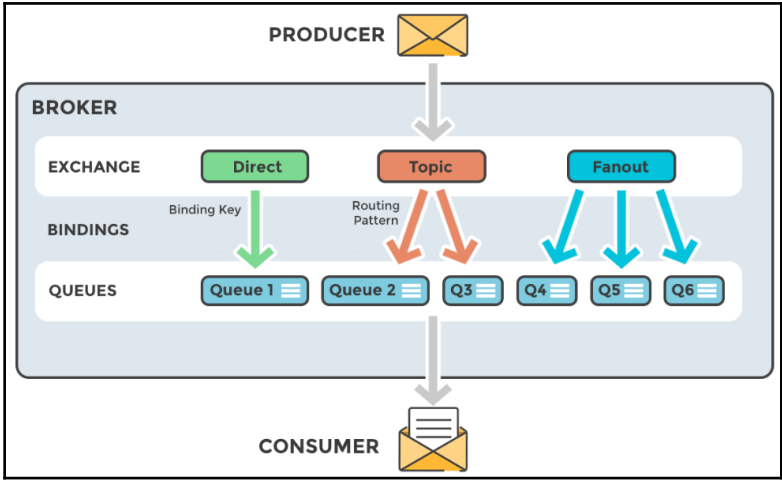 PRODUCER
BROKER
EXCHANGE
Direct
Topic
Fanout
Binding Key
Routing
Pattern
BINDINGS
QUEUES
Queue 1
Queue 2
Q3
Q4
Q5
Q6
CONSUMER